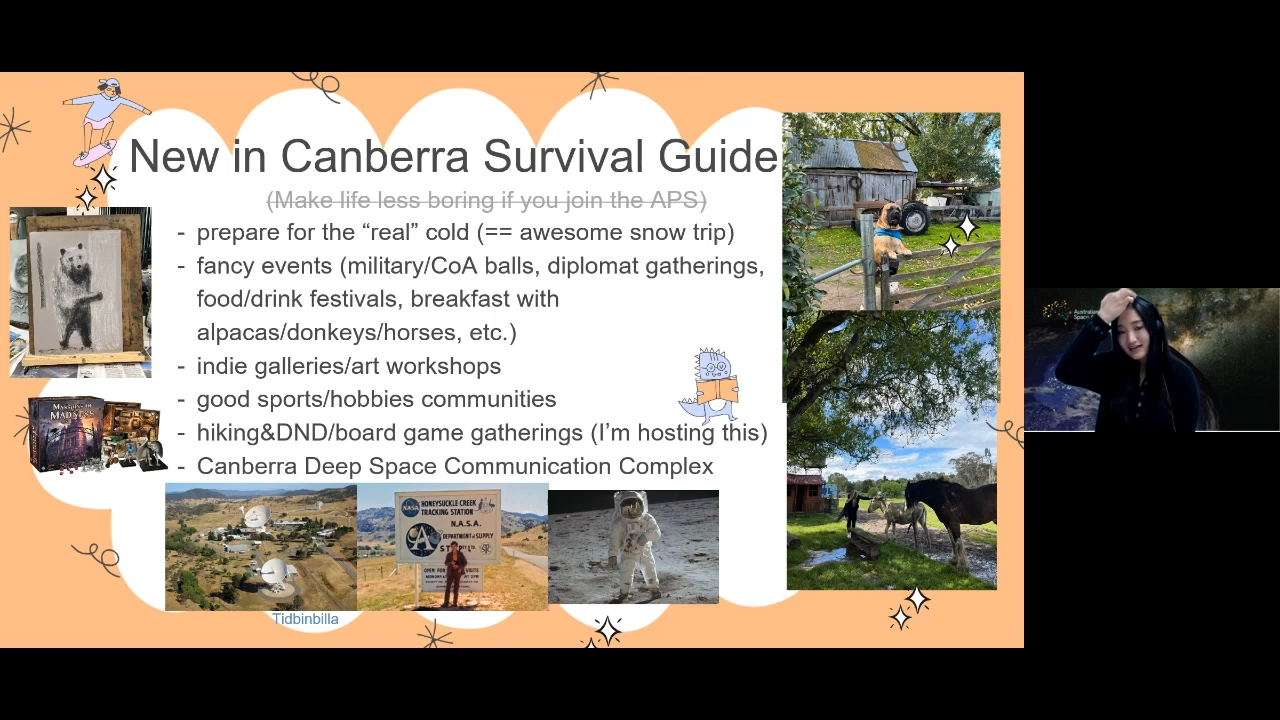 New in Canberra Survival Guide
(Make life less boring if you join the APS)
- prepare for the “real” cold (== awesome snow trip)
- fancy events (military/CoA balls, diplomat gatherings,
food/drink festivals, breakfast with
alpacas/donkeys/horses, etc.)
- indie galleries/art workshops
- good sports/hobbies communities
- hiking&DND/board game gatherings (I’m hosting this)
- Canberra Deep Space Communication Complex
MANSIONS OF
MADNESS
NASA
HONEYSUCKLE CREEK
TRACKING STATION
N.A.S.A.
DEPARTMENT of SUPPLY
Tidbinbilla
Australian
Space